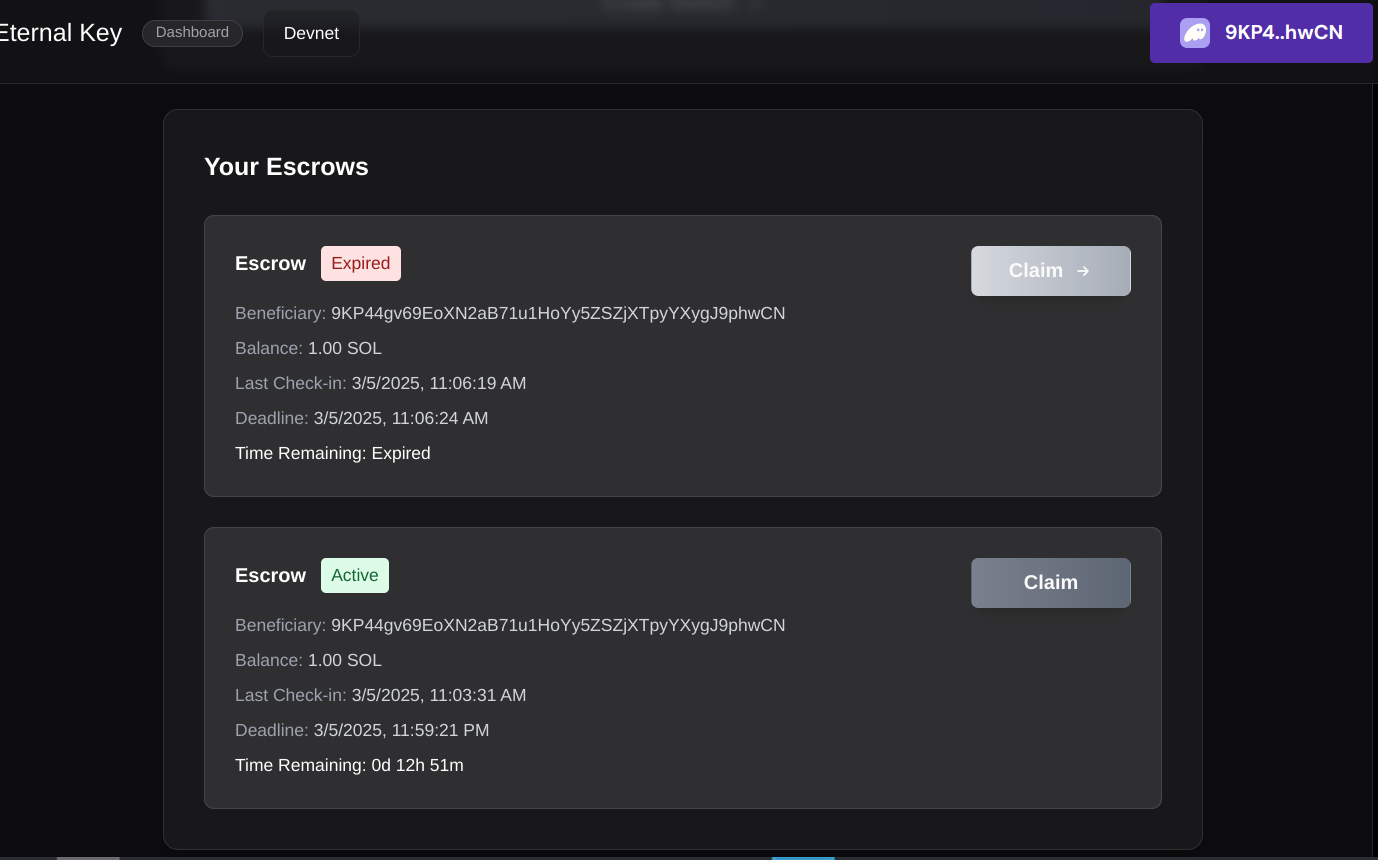 Eternal Key
Dashboard
Devnet
9KP4..hwCN
Your Escrows
Escrow Expired
Claim →
Beneficiary: 9KP44gv69EoXN2aB71u1HoYy5ZSZjXTpyYXygJ9phwCN
Balance: 1.00 SOL
Last Check-in: 3/5/2025, 11:06:19 AM
Deadline: 3/5/2025, 11:06:24 AM
Time Remaining: Expired
Escrow Active
Claim
Beneficiary: 9KP44gv69EoXN2aB71u1HoYy5ZSZjXTpyYXygJ9phwCN
Balance: 1.00 SOL
Last Check-in: 3/5/2025, 11:03:31 AM
Deadline: 3/5/2025, 11:59:21 PM
Time Remaining: 0d 12h 51m